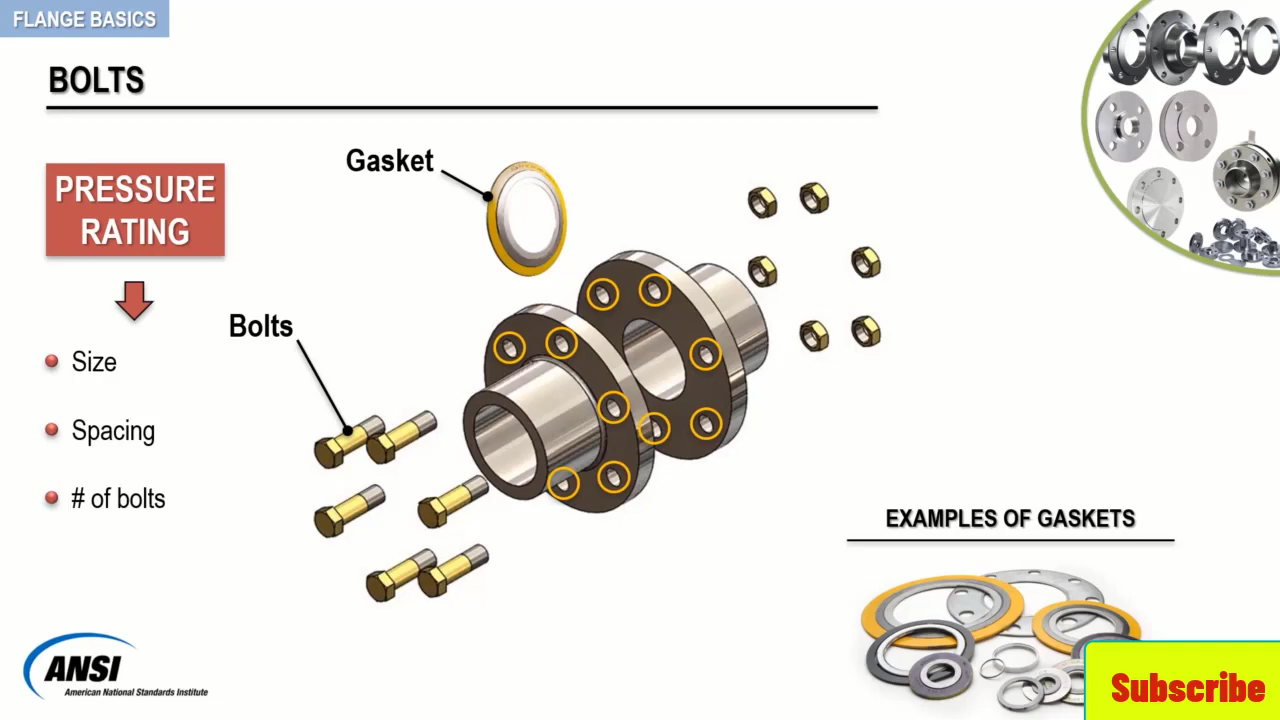 FLANGE BASICS
BOLTS
PRESSURE
RATING
Gasket
Bolts
Size
Spacing
# of bolts
EXAMPLES OF GASKETS
ANSI
American National Standards Institute
Subscribe